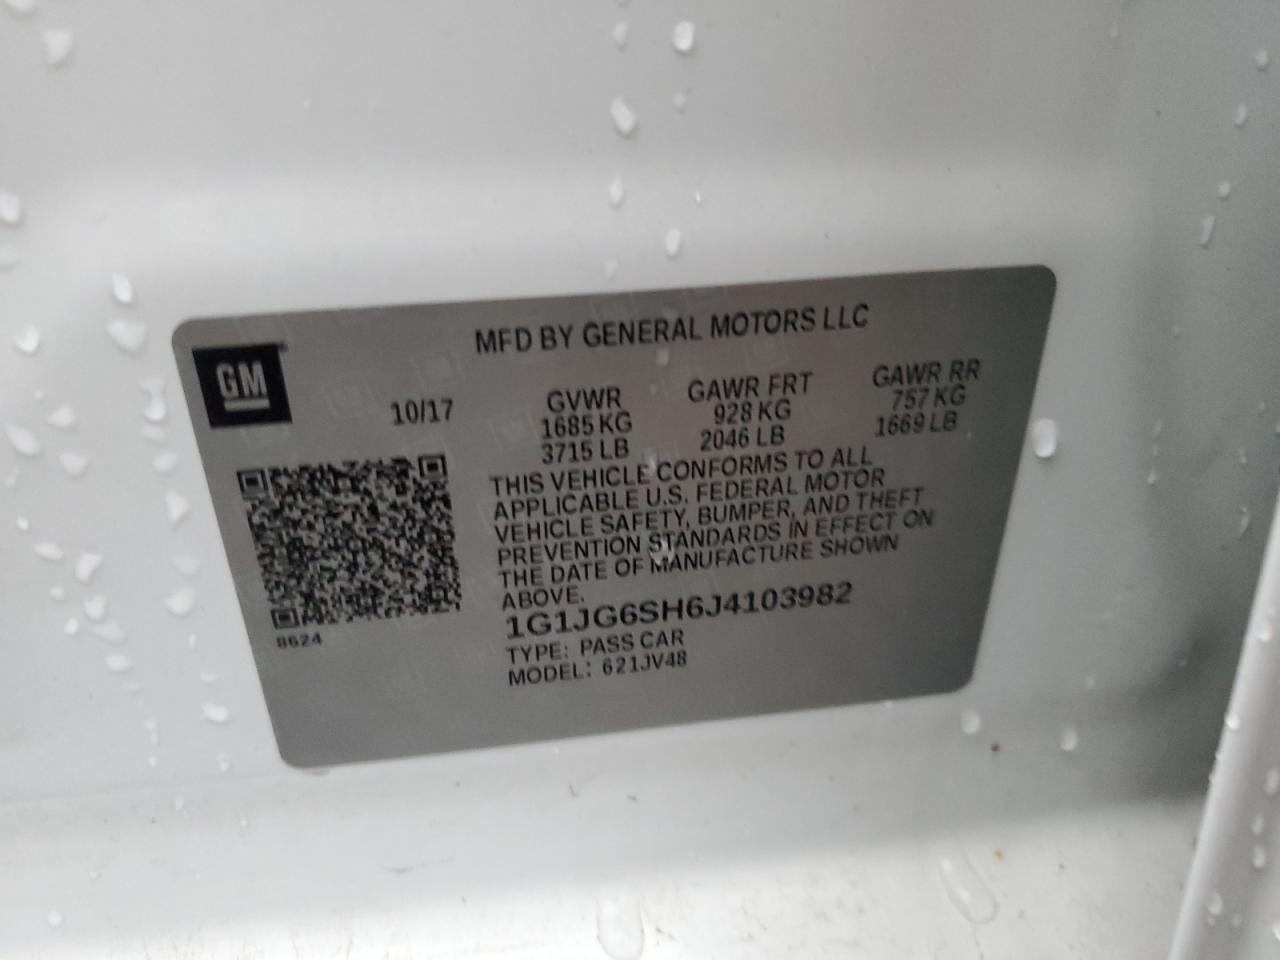 MFD BY GENERAL MOTORS LLC
GM
10/17
GVWR GAWR FRT GAWR RR
1685 KG 928 KG 757 KG
3715 LB 2046 LB 1669 LB
THIS VEHICLE CONFORMS TO ALL
APPLICABLE U.S. FEDERAL MOTOR
VEHICLE SAFETY, BUMPER, AND THEFT
PREVENTION STANDARDS IN EFFECT ON
THE DATE OF MANUFACTURE SHOWN
ABOVE.
1G1JG6SH6J4103982
8624
TYPE: PASS CAR
MODEL: 621JV48